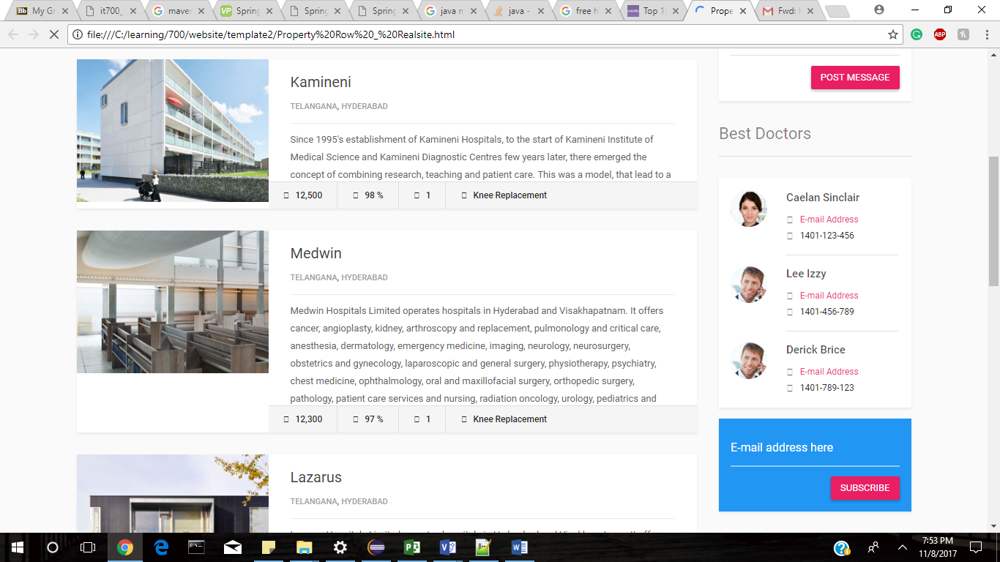 Bb My Gr
it700_
G maver
VP Spring
Spring
Spring
G java m
java -
G free h
colorlib Top 1
Prope
Fwd: F
file:///C:/learning/700/website/template2/Property%20Row%20_%20Realsite.html
ABP
Kamineni
TELANGANA, HYDERABAD
Since 1995's establishment of Kamineni Hospitals, to the start of Kamineni Institute of
Medical Science and Kamineni Diagnostic Centres few years later, there emerged the
concept of combining research, teaching and patient care. This was a model, that lead to a
12,500 98 % 1 Knee Replacement
Medwin
TELANGANA, HYDERABAD
Medwin Hospitals Limited operates hospitals in Hyderabad and Visakhapatnam. It offers
cancer, angioplasty, kidney, arthroscopy and replacement, pulmonology and critical care,
anesthesia, dermatology, emergency medicine, imaging, neurology, neurosurgery,
obstetrics and gynecology, laparoscopic and general surgery, physiotherapy, psychiatry,
chest medicine, ophthalmology, oral and maxillofacial surgery, orthopedic surgery,
pathology, patient care services and nursing, radiation oncology, urology, pediatrics and
12,300 97 % 1 Knee Replacement
Lazarus
TELANGANA, HYDERABAD
POST MESSAGE
Best Doctors
Caelan Sinclair
E-mail Address
1401-123-456
Lee Izzy
E-mail Address
1401-456-789
Derick Brice
E-mail Address
1401-789-123
E-mail address here
SUBSCRIBE
7:53 PM
11/8/2017